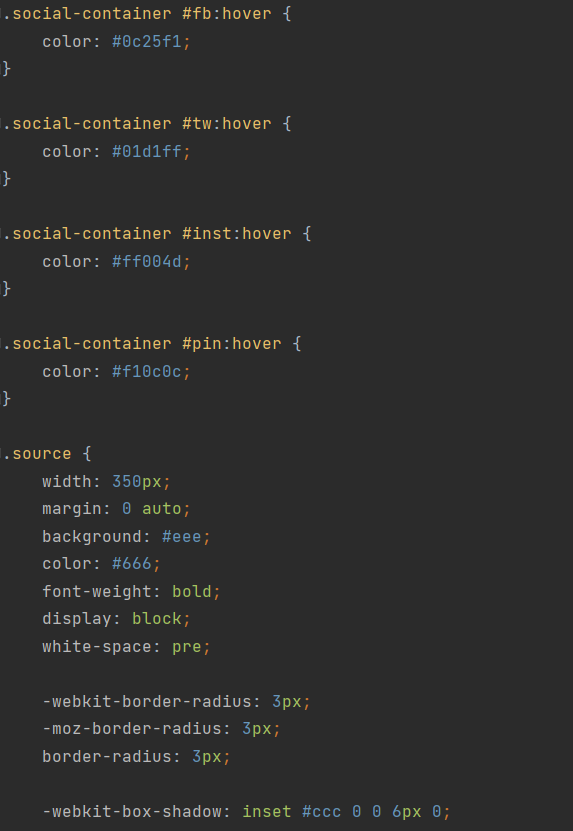 .social-container #fb:hover {
    color: #0c25f1;
}

.social-container #tw:hover {
    color: #01d1ff;
}

.social-container #inst:hover {
    color: #ff004d;
}

.social-container #pin:hover {
    color: #f10c0c;
}

.source {
    width: 350px;
    margin: 0 auto;
    background: #eee;
    color: #666;
    font-weight: bold;
    display: block;
    white-space: pre;

    -webkit-border-radius: 3px;
    -moz-border-radius: 3px;
    border-radius: 3px;

    -webkit-box-shadow: inset #ccc 0 0 6px 0;